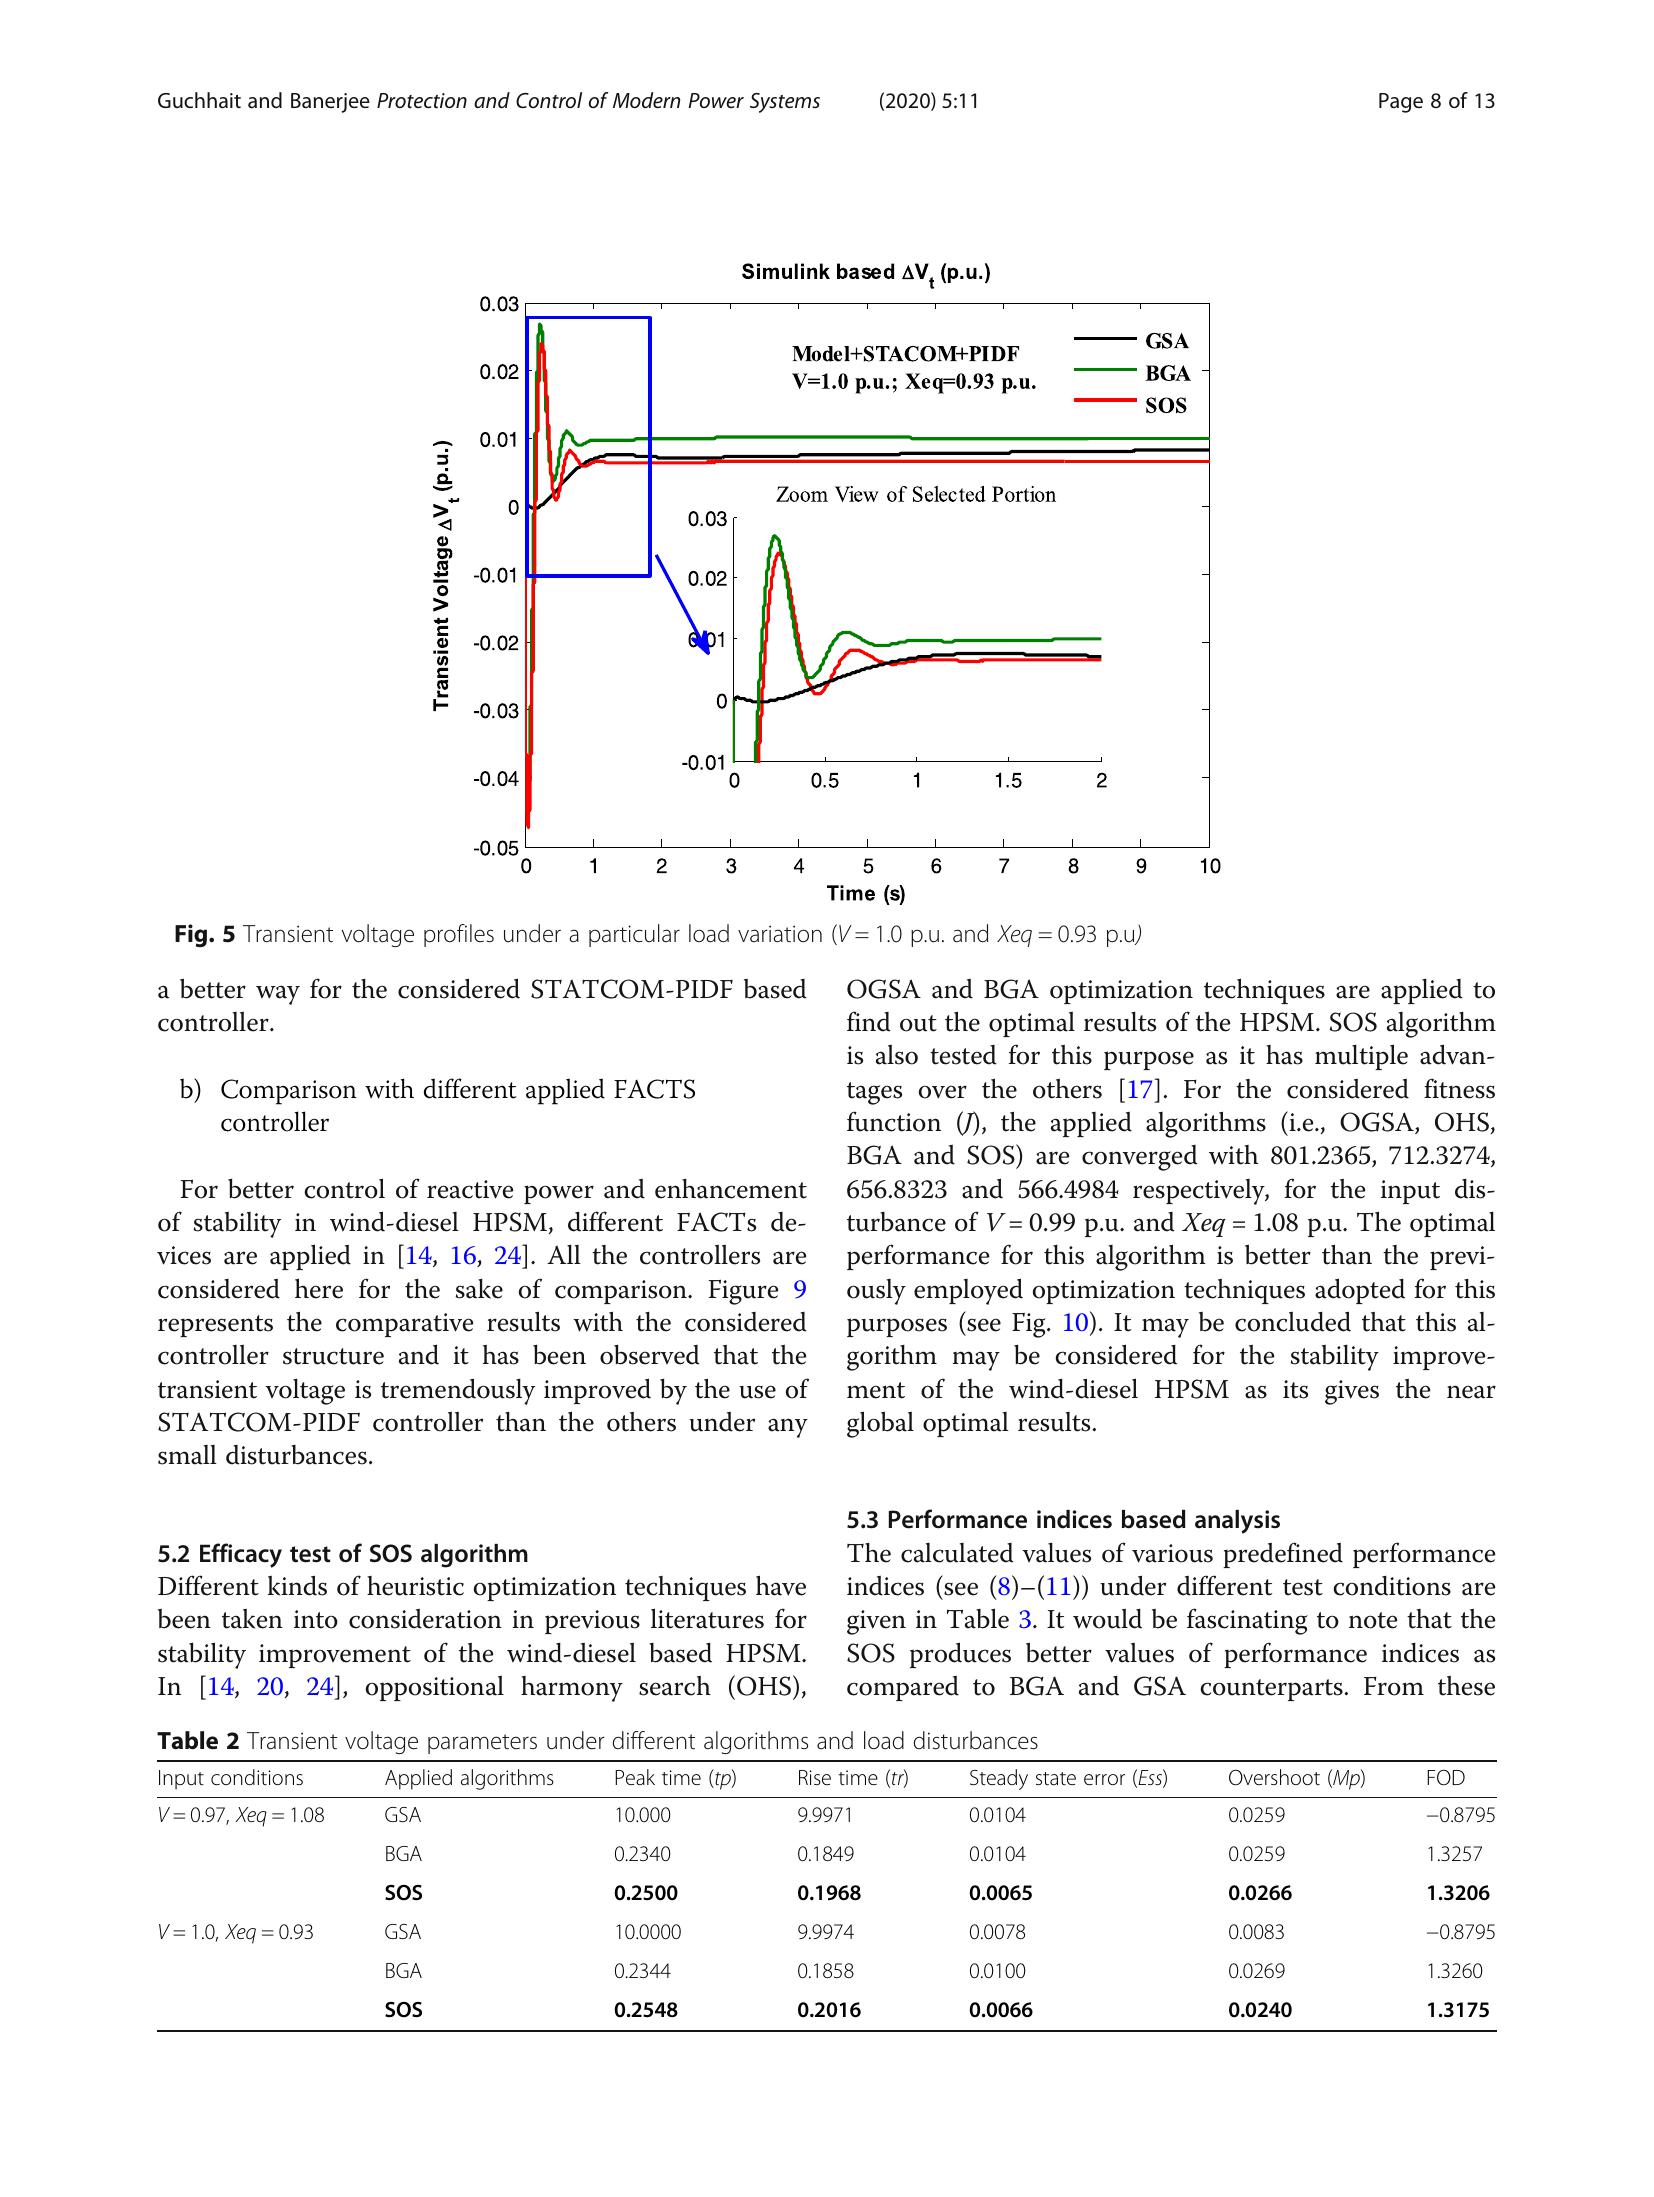 Guchhait and Banerjee Protection and Control of Modern Power Systems (2020) 5:11 Page 8 of 13
Simulink based ΔVt (p.u.)
0.03
0.02
0.01
0
-0.01
-0.02
-0.03
-0.04
-0.05
Transient Voltage ΔVt (p.u.)
Model+STACOM+PIDF
V=1.0 p.u.; Xeq=0.93 p.u.
GSA
BGA
SOS
Zoom View of Selected Portion
0.03
0.02
0.01
0
-0.01
0 0.5 1 1.5 2
0 1 2 3 4 5 6 7 8 9 10
Time (s)
Fig. 5 Transient voltage profiles under a particular load variation (V = 1.0 p.u. and Xeq = 0.93 p.u)
a better way for the considered STATCOM-PIDF based
controller.
b) Comparison with different applied FACTS
controller
For better control of reactive power and enhancement
of stability in wind-diesel HPSM, different FACTs de-
vices are applied in [14, 16, 24]. All the controllers are
considered here for the sake of comparison. Figure 9
represents the comparative results with the considered
controller structure and it has been observed that the
transient voltage is tremendously improved by the use of
STATCOM-PIDF controller than the others under any
small disturbances.
5.2 Efficacy test of SOS algorithm
Different kinds of heuristic optimization techniques have
been taken into consideration in previous literatures for
stability improvement of the wind-diesel based HPSM.
In [14, 20, 24], oppositional harmony search (OHS),
OGSA and BGA optimization techniques are applied to
find out the optimal results of the HPSM. SOS algorithm
is also tested for this purpose as it has multiple advan-
tages over the others [17]. For the considered fitness
function (J), the applied algorithms (i.e., OGSA, OHS,
BGA and SOS) are converged with 801.2365, 712.3274,
656.8323 and 566.4984 respectively, for the input dis-
turbance of V = 0.99 p.u. and Xeq = 1.08 p.u. The optimal
performance for this algorithm is better than the previ-
ously employed optimization techniques adopted for this
purposes (see Fig. 10). It may be concluded that this al-
gorithm may be considered for the stability improve-
ment of the wind-diesel HPSM as its gives the near
global optimal results.
5.3 Performance indices based analysis
The calculated values of various predefined performance
indices (see (8)–(11)) under different test conditions are
given in Table 3. It would be fascinating to note that the
SOS produces better values of performance indices as
compared to BGA and GSA counterparts. From these
Table 2 Transient voltage parameters under different algorithms and load disturbances
Input conditions Applied algorithms Peak time (tp) Rise time (tr) Steady state error (Ess) Overshoot (Mp) FOD
V = 0.97, Xeq = 1.08 GSA 10.000 9.9971 0.0104 0.0259 −0.8795
BGA 0.2340 0.1849 0.0104 0.0259 1.3257
SOS 0.2500 0.1968 0.0065 0.0266 1.3206
V = 1.0, Xeq = 0.93 GSA 10.0000 9.9974 0.0078 0.0083 −0.8795
BGA 0.2344 0.1858 0.0100 0.0269 1.3260
SOS 0.2548 0.2016 0.0066 0.0240 1.3175